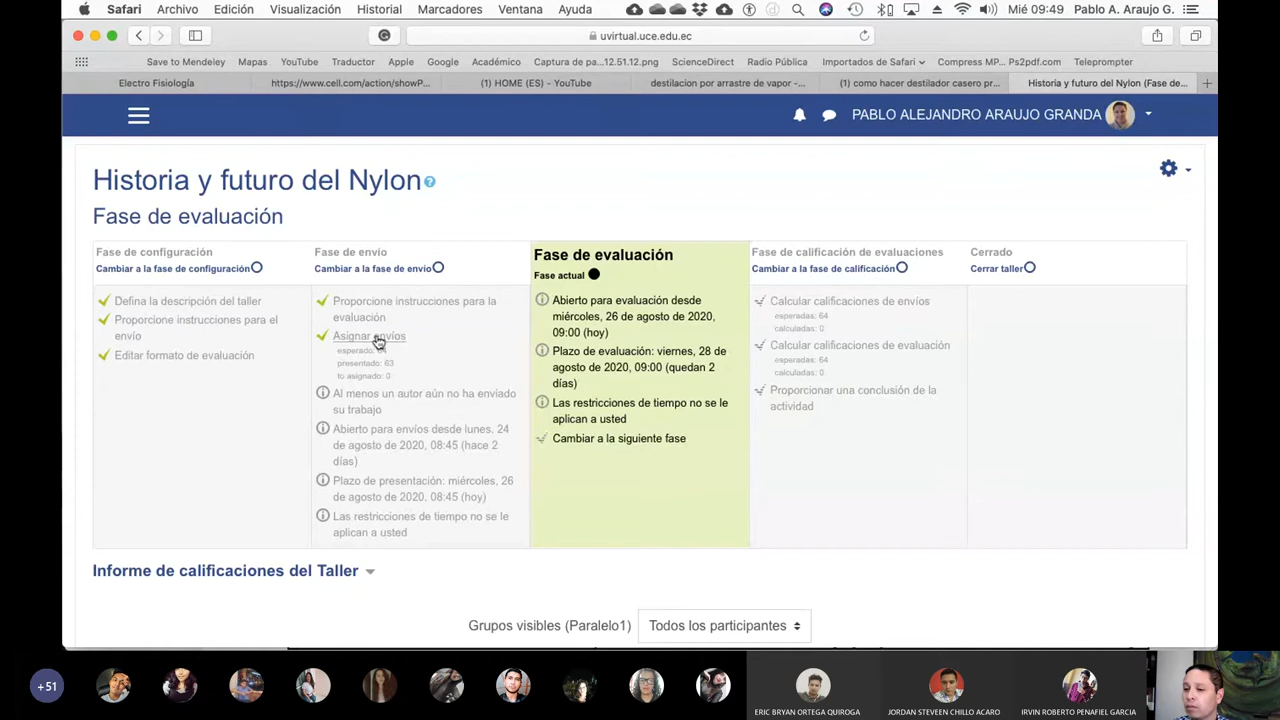 Safari Archivo Edición Visualización Historial Marcadores Ventana Ayuda Mié 09:49 Pablo A. Araujo G.
uvirtual.uce.edu.ec
Save to Mendeley Mapas YouTube Traductor Apple Google Académico Captura de pa...12.51.12.png ScienceDirect Radio Pública Importados de Safari Compress MP... Ps2pdf.com Teleprompter
Electro Fisiología https://www.cell.com/action/showP... (1) HOME (ES) - YouTube destilacion por arrastre de vapor -... (1) como hacer destilador casero pr... Historia y futuro del Nylon (Fase de...
PABLO ALEJANDRO ARAUJO GRANDA
Historia y futuro del Nylon
Fase de evaluación
Fase de configuración
Cambiar a la fase de configuración
Defina la descripción del taller
Proporcione instrucciones para el
envío
Editar formato de evaluación
Fase de envío
Cambiar a la fase de envío
Proporcione instrucciones para la
evaluación
Asignar envíos
esperado:
presentado: 63
to asignado: 0
Al menos un autor aún no ha enviado
su trabajo
Abierto para envíos desde lunes, 24
de agosto de 2020, 08:45 (hace 2
días)
Plazo de presentación: miércoles, 26
de agosto de 2020, 08:45 (hoy)
Las restricciones de tiempo no se le
aplican a usted
Fase de evaluación
Fase actual
Abierto para evaluación desde
miércoles, 26 de agosto de 2020,
09:00 (hoy)
Plazo de evaluación: viernes, 28 de
agosto de 2020, 09:00 (quedan 2
días)
Las restricciones de tiempo no se le
aplican a usted
Cambiar a la siguiente fase
Fase de calificación de evaluaciones
Cambiar a la fase de calificación
Calcular calificaciones de envíos
esperadas: 64
calculadas: 0
Calcular calificaciones de evaluación
esperadas: 64
calculadas: 0
Proporcionar una conclusión de la
actividad
Cerrado
Cerrar taller
Informe de calificaciones del Taller
Grupos visibles (Paralelo1) Todos los participantes
+51
ERIC BRYAN ORTEGA QUIROGA JORDAN STEVEEN CHILLO ACARO IRVIN ROBERTO PENAFIEL GARCIA